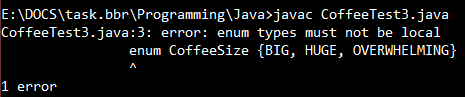 E:\DOCS\task.bbr\Programming\Java>javac CoffeeTest3.java
CoffeeTest3.java:3: error: enum types must not be local
enum CoffeeSize {BIG, HUGE, OVERWHELMING}
^
1 error